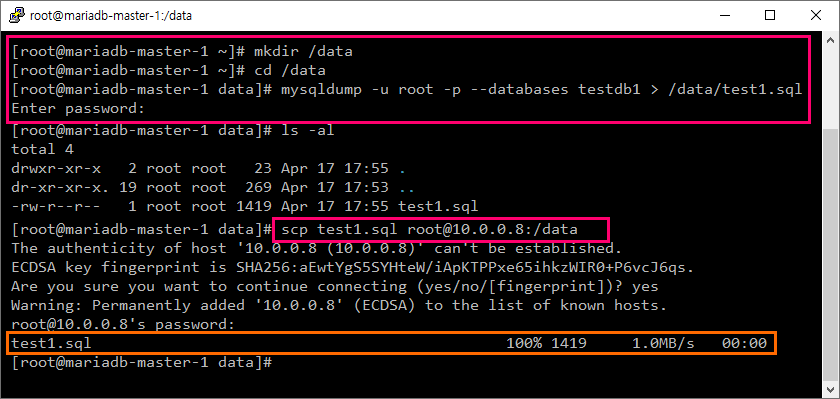 root@mariadb-master-1:/data
[root@mariadb-master-1 ~]# mkdir /data
[root@mariadb-master-1 ~]# cd /data
[root@mariadb-master-1 data]# mysqldump -u root -p --databases testdb1 > /data/test1.sql
Enter password:
[root@mariadb-master-1 data]# ls -al
total 4
drwxr-xr-x   2 root root   23 Apr 17 17:55 .
dr-xr-xr-x. 19 root root  269 Apr 17 17:53 ..
-rw-r--r--   1 root root 1419 Apr 17 17:55 test1.sql
[root@mariadb-master-1 data]# scp test1.sql root@10.0.0.8:/data
The authenticity of host '10.0.0.8 (10.0.0.8)' can't be established.
ECDSA key fingerprint is SHA256:aEwtYgS5SYHteW/iApKTPPxe65ihkzWIR0+P6vcJ6qs.
Are you sure you want to continue connecting (yes/no/[fingerprint])? yes
Warning: Permanently added '10.0.0.8' (ECDSA) to the list of known hosts.
root@10.0.0.8's password:
test1.sql                                     100% 1419     1.0MB/s   00:00
[root@mariadb-master-1 data]#